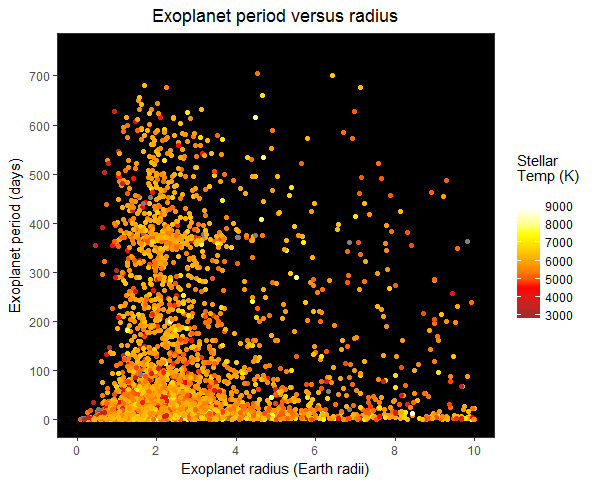 Exoplanet period versus radius
700
600
500
400
300
200
100
0
Exoplanet period (days)
0 2 4 6 8 10
Exoplanet radius (Earth radii)
Stellar
Temp (K)
9000
8000
7000
6000
5000
4000
3000